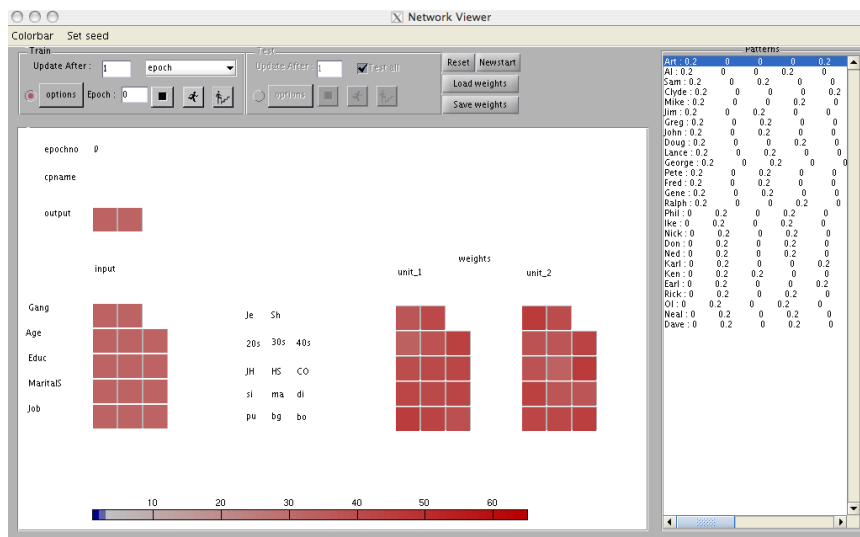 Network Viewer
Colorbar Set seed
Train
Update After : 1 epoch
options Epoch : 0
Test
Update After : 1 Test all
options
Reset Newstart
Load weights
Save weights
Patterns
Art : 0.2 0 0 0.2
Al : 0.2 0 0 0.2 0
Sam : 0.2 0 0.2 0 0
Clyde : 0.2 0 0 0 0.2
Mike : 0.2 0 0 0.2 0
Jim : 0.2 0 0.2 0 0
Greg : 0.2 0 0.2 0 0
John : 0.2 0 0.2 0 0
Doug : 0.2 0 0 0.2 0
Lance : 0.2 0 0.2 0 0
George : 0.2 0 0.2 0 0
Pete : 0.2 0 0.2 0 0
Fred : 0.2 0 0.2 0 0
Gene : 0.2 0 0.2 0 0
Ralph : 0.2 0 0 0.2 0
Phil : 0 0.2 0 0.2 0
Ike : 0 0.2 0 0.2 0
Nick : 0 0.2 0 0.2 0
Don : 0 0.2 0 0.2 0
Ned : 0 0.2 0 0.2 0
Karl : 0 0.2 0 0 0.2
Ken : 0 0.2 0.2 0 0
Earl : 0 0.2 0 0 0.2
Rick : 0 0.2 0 0.2 0
Ol : 0 0.2 0 0.2 0
Neal : 0 0.2 0 0.2 0
Dave : 0 0.2 0 0.2 0
epochno 0
cpname
output
input
weights
unit_1 unit_2
Gang Je Sh
Age 20s 30s 40s
Educ JH HS CO
MaritalS si ma di
Job pu bg bo
10 20 30 40 50 60